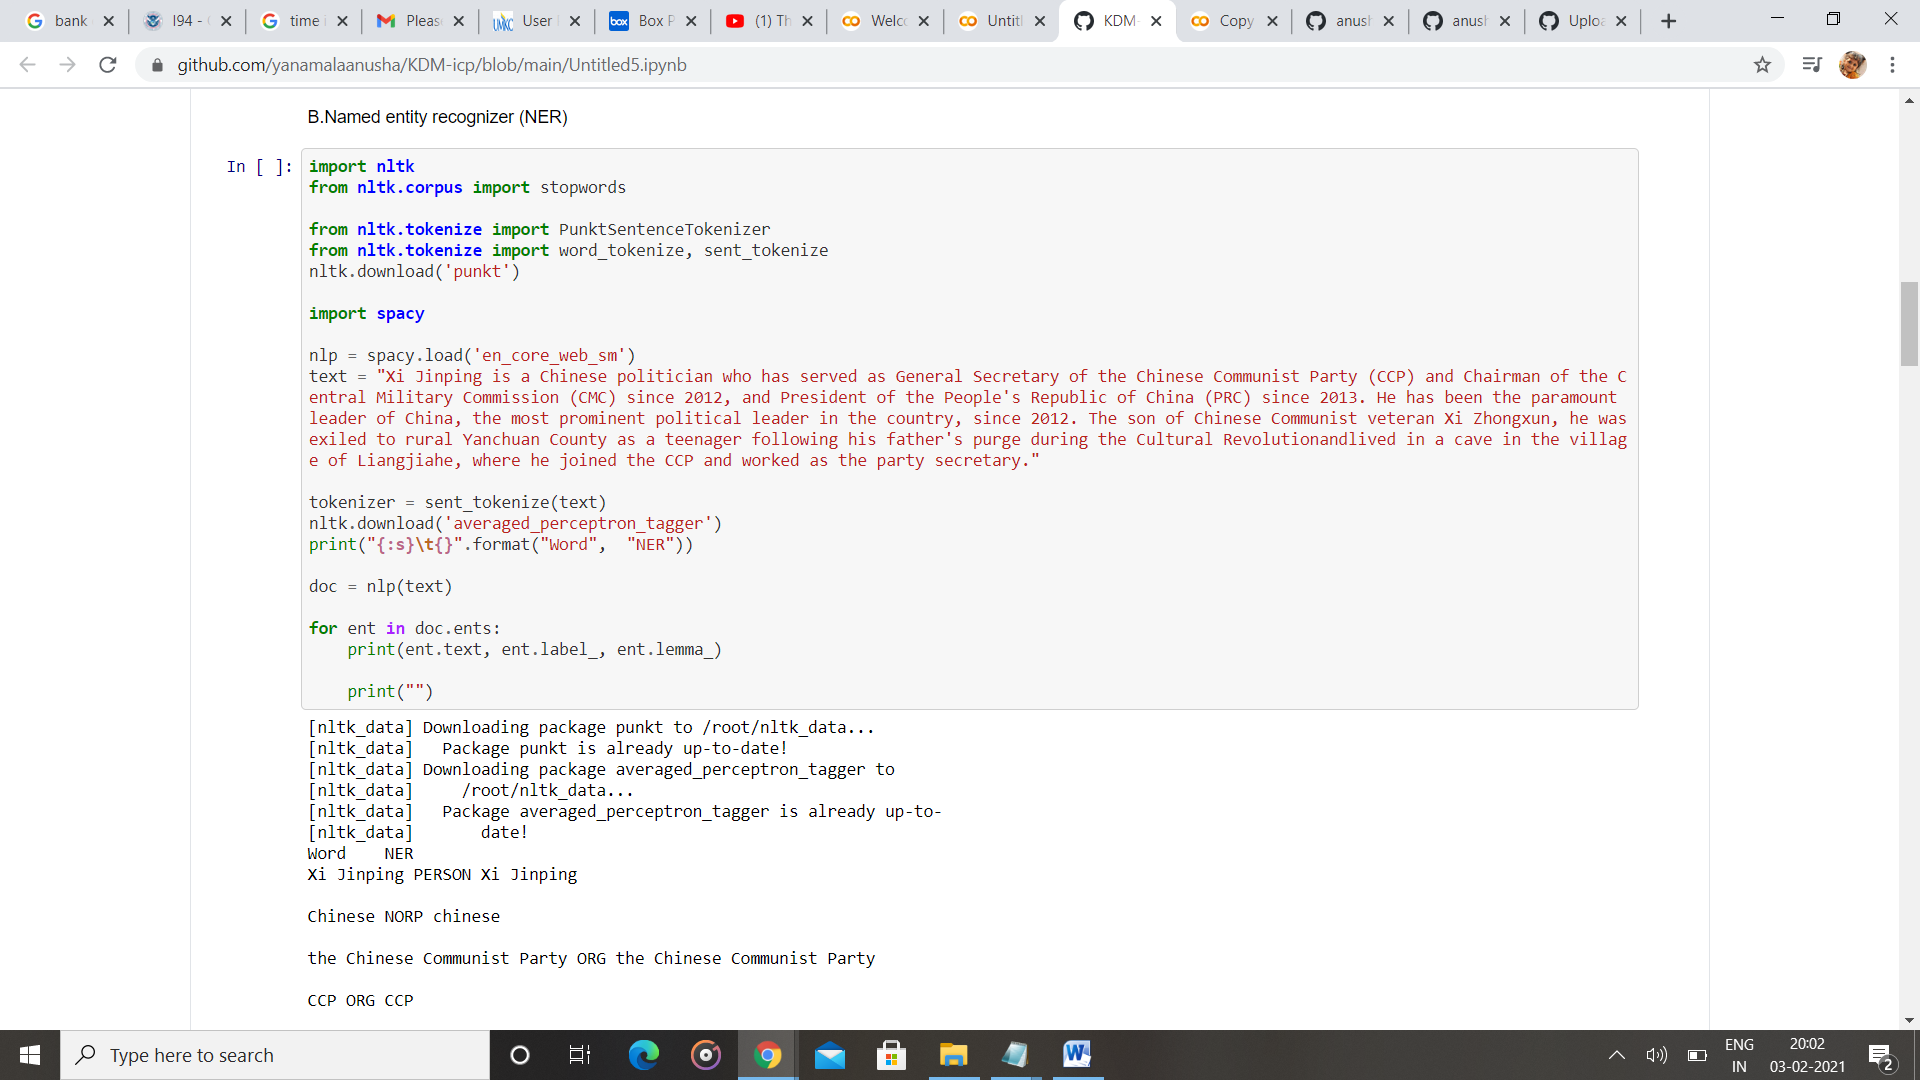 bank
I94 -
time i
Pleas
User
Box P
(1) Th
Welc
Untitl
KDM-
Copy
anush
anush
Uploa
github.com/yanamalaanusha/KDM-icp/blob/main/Untitled5.ipynb
B.Named entity recognizer (NER)
In [ ]:
import nltk
from nltk.corpus import stopwords
from nltk.tokenize import PunktSentenceTokenizer
from nltk.tokenize import word_tokenize, sent_tokenize
nltk.download('punkt')
import spacy
nlp = spacy.load('en_core_web_sm')
text = "Xi Jinping is a Chinese politician who has served as General Secretary of the Chinese Communist Party (CCP) and Chairman of the C
entral Military Commission (CMC) since 2012, and President of the People's Republic of China (PRC) since 2013. He has been the paramount
leader of China, the most prominent political leader in the country, since 2012. The son of Chinese Communist veteran Xi Zhongxun, he was
exiled to rural Yanchuan County as a teenager following his father's purge during the Cultural Revolutionandlived in a cave in the villag
e of Liangjiahe, where he joined the CCP and worked as the party secretary."
tokenizer = sent_tokenize(text)
nltk.download('averaged_perceptron_tagger')
print("{:s}\t{}".format("Word",  "NER"))
doc = nlp(text)
for ent in doc.ents:
    print(ent.text, ent.label_, ent.lemma_)
    print("")
[nltk_data] Downloading package punkt to /root/nltk_data...
[nltk_data]   Package punkt is already up-to-date!
[nltk_data] Downloading package averaged_perceptron_tagger to
[nltk_data]     /root/nltk_data...
[nltk_data]   Package averaged_perceptron_tagger is already up-to-
[nltk_data]       date!
Word    NER
Xi Jinping PERSON Xi Jinping
Chinese NORP chinese
the Chinese Communist Party ORG the Chinese Communist Party
CCP ORG CCP
Type here to search
ENG
IN
20:02
03-02-2021
2